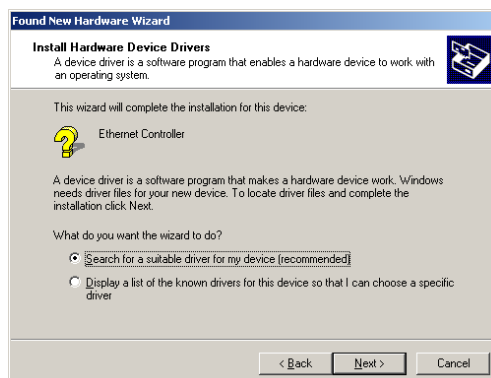 Found New Hardware Wizard
Install Hardware Device Drivers
A device driver is a software program that enables a hardware device to work with
an operating system.
This wizard will complete the installation for this device:
Ethernet Controller
A device driver is a software program that makes a hardware device work. Windows
needs driver files for your new device. To locate driver files and complete the
installation click Next.
What do you want the wizard to do?
Search for a suitable driver for my device (recommended)
Display a list of the known drivers for this device so that I can choose a specific
driver
< Back
Next >
Cancel